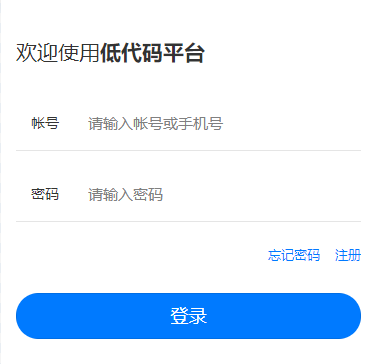 欢迎使用低代码平台
帐号 请输入帐号或手机号
密码 请输入密码
忘记密码 注册
登录